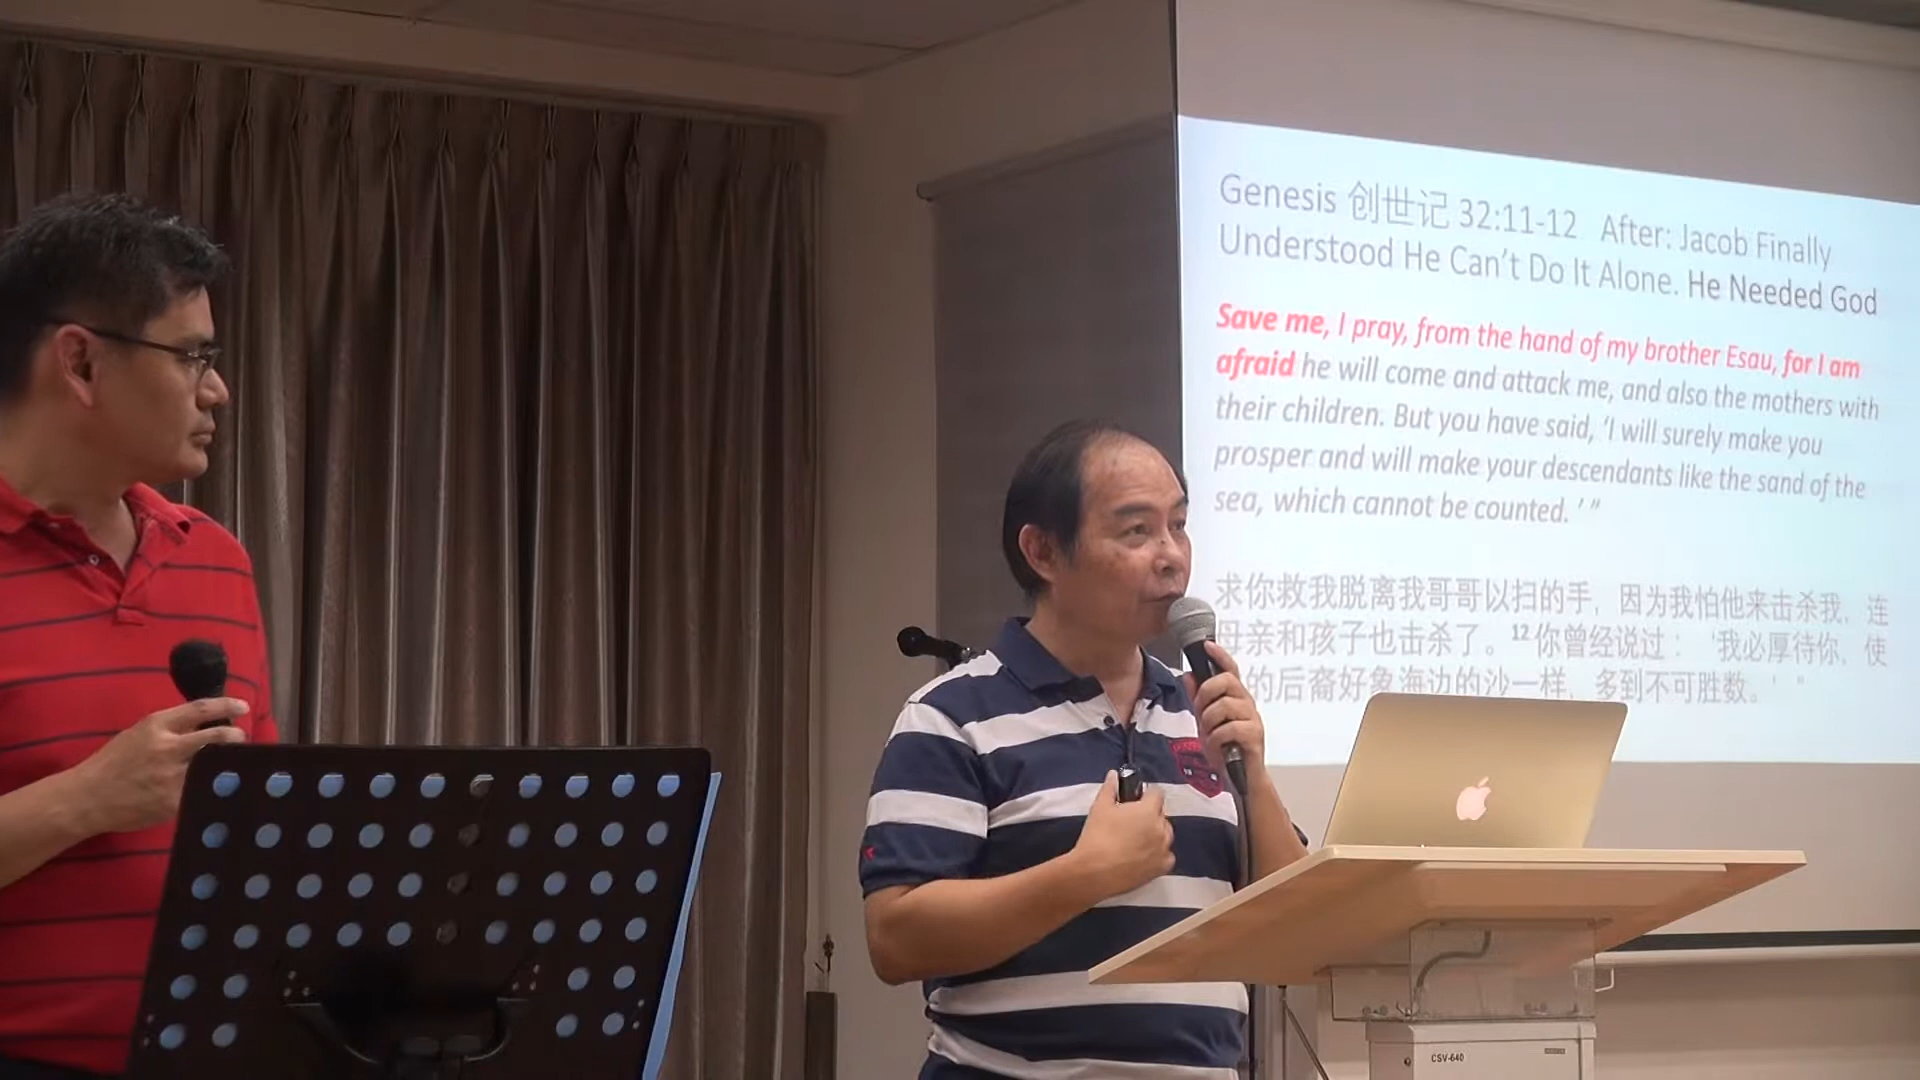 Genesis 创世记 32:11-12 After: Jacob Finally
Understood He Can't Do It Alone. He Needed God
Save me, I pray, from the hand of my brother Esau, for I am
afraid he will come and attack me, and also the mothers with
their children. But you have said, 'I will surely make you
prosper and will make your descendants like the sand of the
sea, which cannot be counted.' "
求你救我脱离我哥哥以扫的手，因为我怕他来击杀我，连
母亲和孩子也击杀了。12 你曾经说过：‘我必厚待你，使
的后裔好象海边的沙一样，多到不可胜数。’”
CSV-640